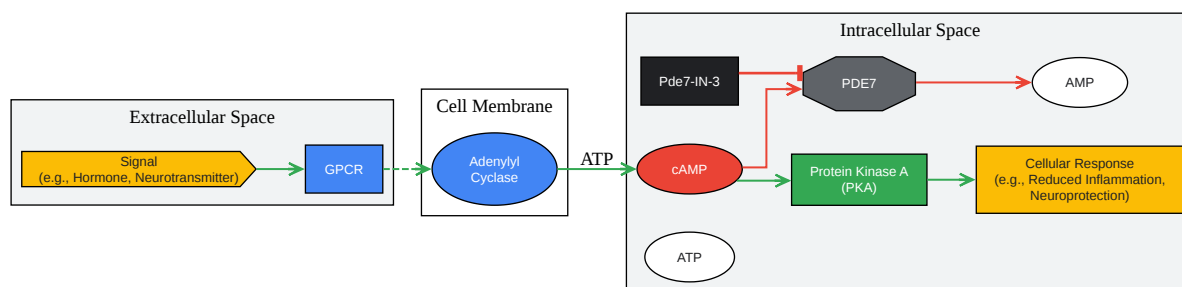 Extracellular Space
Signal
(e.g., Hormone, Neurotransmitter)
GPCR
Cell Membrane
Adenylyl
Cyclase
ATP
Intracellular Space
Pde7-IN-3
PDE7
AMP
cAMP
Protein Kinase A
(PKA)
Cellular Response
(e.g., Reduced Inflammation,
Neuroprotection)
ATP